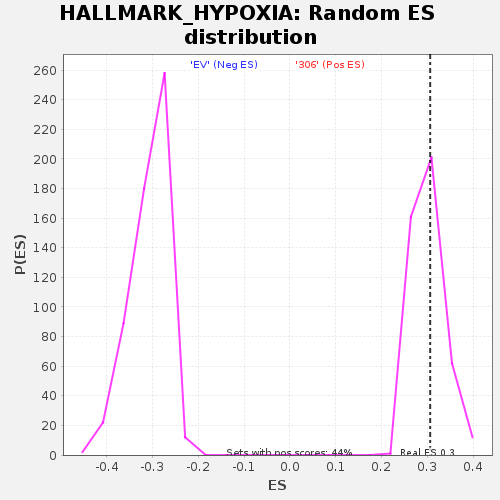 HALLMARK_HYPOXIA: Random ES
distribution
'EV' (Neg ES) '306' (Pos ES)
260
240
220
200
180
160
140
120
100
80
60
40
20
0
P(ES)
Sets with pos scores: 44%
Real ES 0.3
-0.4 -0.3 -0.2 -0.1 0.0 0.1 0.2 0.3 0.4
ES